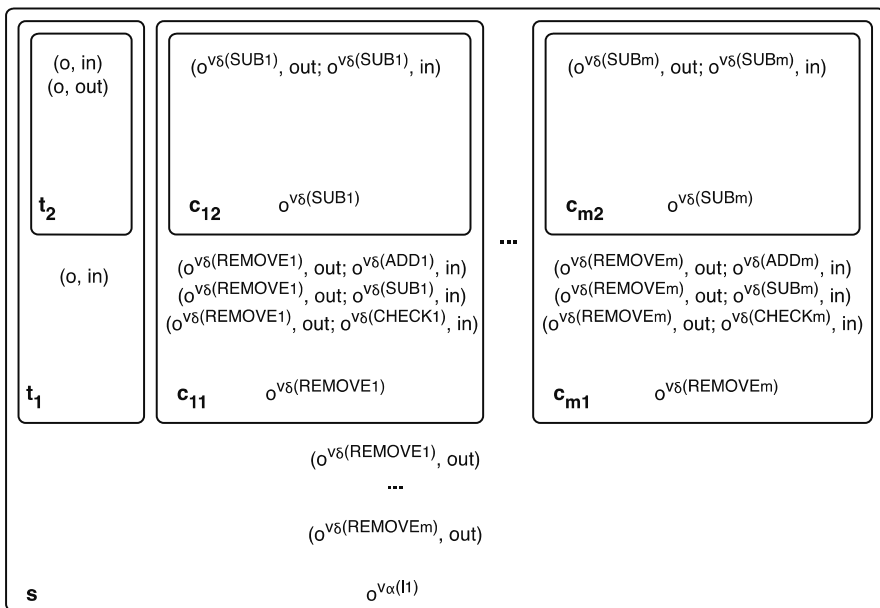 (o, in)
(o, out)
t₂
(o, in)
t₁
(o^vδ(SUB1), out; o^vδ(SUB1), in)
c₁₂ o^vδ(SUB1)
(o^vδ(REMOVE1), out; o^vδ(ADD1), in)
(o^vδ(REMOVE1), out; o^vδ(SUB1), in)
(o^vδ(REMOVE1), out; o^vδ(CHECK1), in)
c₁₁ o^vδ(REMOVE1)
...
(o^vδ(SUBm), out; o^vδ(SUBm), in)
cₘ₂ o^vδ(SUBm)
(o^vδ(REMOVEm), out; o^vδ(ADDm), in)
(o^vδ(REMOVEm), out; o^vδ(SUBm), in)
(o^vδ(REMOVEm), out; o^vδ(CHECKm), in)
cₘ₁ o^vδ(REMOVEm)
(o^vδ(REMOVE1), out)
...
(o^vδ(REMOVEm), out)
s o^vα(I1)